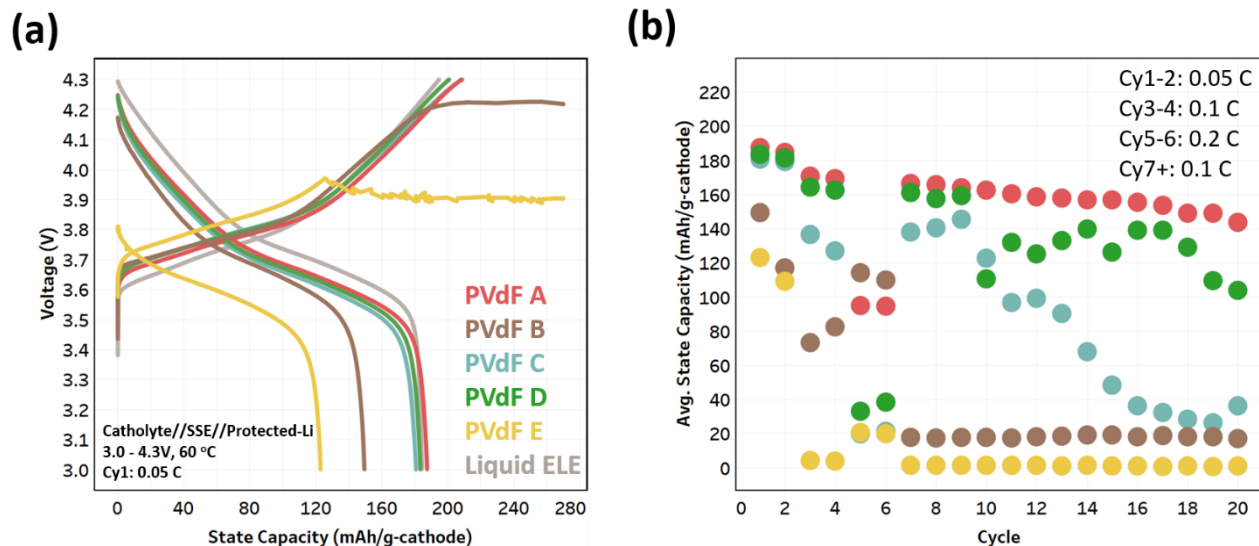 (a)
4.3
4.2
4.1
4.0
3.9
3.8
3.7
3.6
3.5
3.4
3.3
3.2
3.1
3.0
Voltage (V)
PVdF A
PVdF B
PVdF C
PVdF D
PVdF E
Liquid ELE
Catholyte//SSE//Protected-Li
3.0 - 4.3V, 60 °C
Cy1: 0.05 C
0 40 80 120 160 200 240 280
State Capacity (mAh/g-cathode)
(b)
Cy1-2: 0.05 C
Cy3-4: 0.1 C
Cy5-6: 0.2 C
Cy7+: 0.1 C
220
200
180
160
140
120
100
80
60
40
20
0
Avg. State Capacity (mAh/g-cathode)
0 2 4 6 8 10 12 14 16 18 20
Cycle